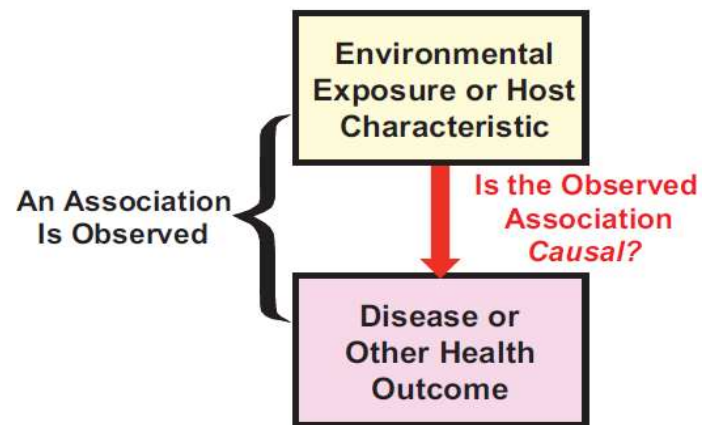 Environmental
Exposure or Host
Characteristic
An Association
Is Observed
Is the Observed
Association
Causal?
Disease or
Other Health
Outcome